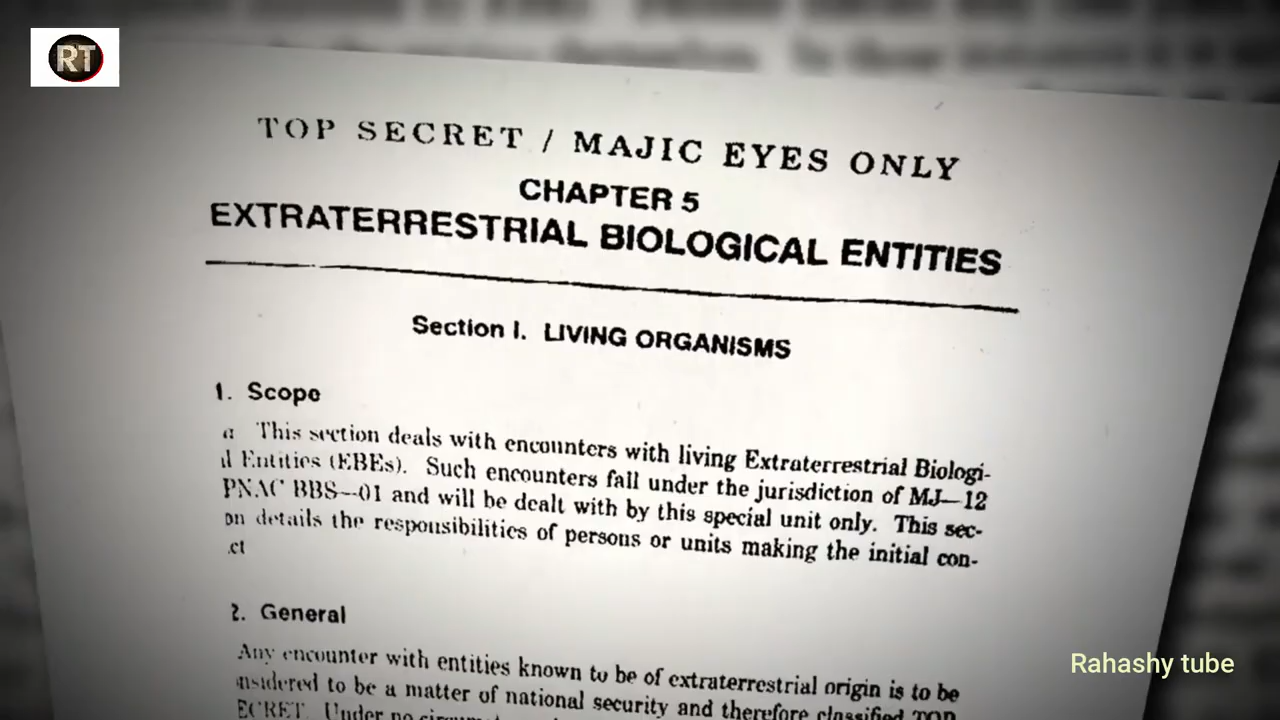 RT
TOP SECRET / MAJIC EYES ONLY
CHAPTER 5
EXTRATERRESTRIAL BIOLOGICAL ENTITIES
Section I. LIVING ORGANISMS
1. Scope
a This section deals with encounters with living Extraterrestrial Biologi-
l Entities (EBEs). Such encounters fall under the jurisdiction of MJ—12
PNAC BBS—01 and will be dealt with by this special unit only. This sec-
on details the responsibilities of persons or units making the initial con-
ct
2. General
Any encounter with entities known to be of extraterrestrial origin is to be
nsidered to be a matter of national security and therefore classified TOP
ECRET. Under no
Rahashy tube